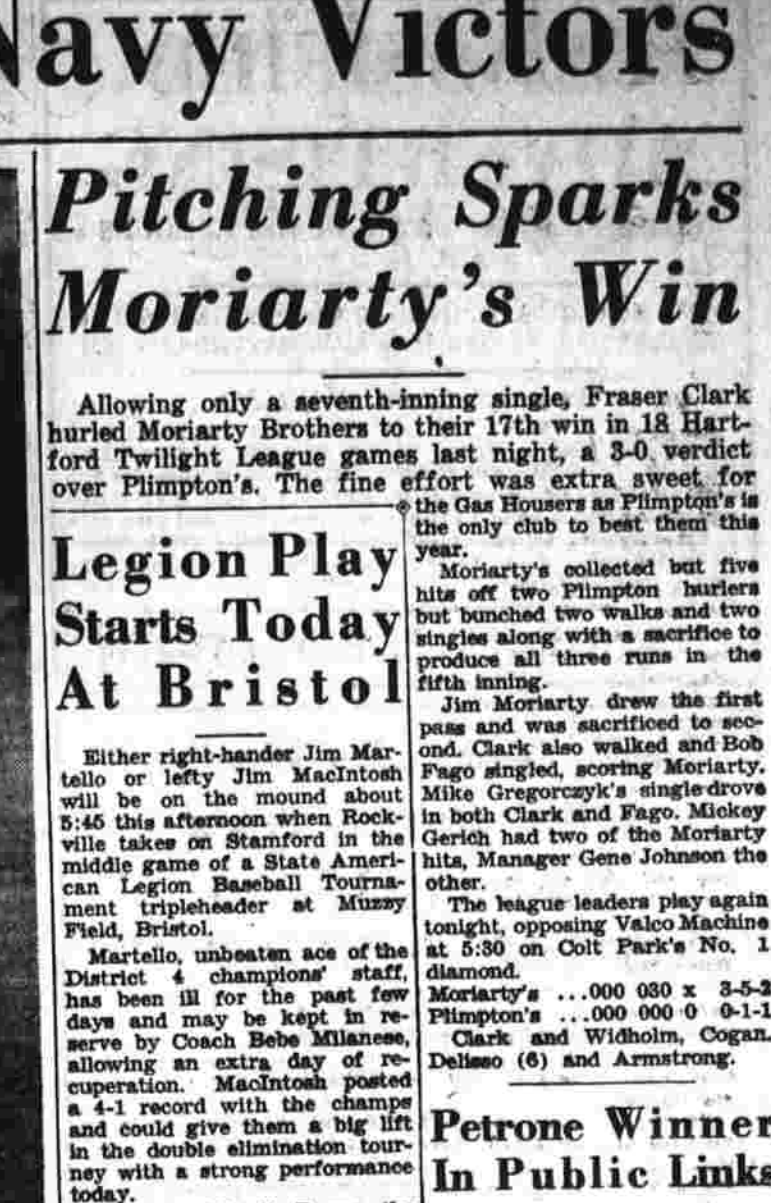 Navy Victors
Pitching Sparks
Moriarty's Win
Allowing only a seventh-inning single, Fraser Clark
hurled Moriarty Brothers to their 17th win in 18 Hart-
ford Twilight League games last night, a 3-0 verdict
over Plimpton's. The fine effort was extra sweet for
the Gas Housers as Plimpton's is
the only club to best them this
year.
Moriarty's collected but five
hits off two Plimpton hurlers
but bunched two walks and two
singles along with a sacrifice to
produce all three runs in the
fifth inning.
Jim Moriarty drew the first
pass and was sacrificed to sec-
ond. Clark also walked and Bob
Fago singled, scoring Moriarty.
Mike Gregorczyk's single drove
in both Clark and Fago. Mickey
Gerich had two of the Moriarty
hits, Manager Gene Johnson the
other.
The league leaders play again
tonight, opposing Valco Machine
at 5:30 on Colt Park's No. 1
diamond.
Moriarty's ...000 030 x 3-5-2
Plimpton's ...000 000 0 0-1-1
Clark and Widholm, Cogan,
Delisso (6) and Armstrong.
Legion Play
Starts Today
At Bristol
Either right-hander Jim Mar-
tello or lefty Jim MacIntosh
will be on the mound about
5:45 this afternoon when Rock-
ville takes on Stamford in the
middle game of a State Ameri-
can Legion Baseball Tourna-
ment tripleheader at Muzzy
Field, Bristol.
Martello, unbeaten ace of the
District 4 champions' staff,
has been ill for the past few
days and may be kept in re-
serve by Coach Bebe Milanese,
allowing an extra day of re-
cuperation. MacIntosh posted
a 4-1 record with the champs
and could give them a big lift
in the double elimination tour-
ney with a strong performance
today.
Petrone Winner
In Public Links